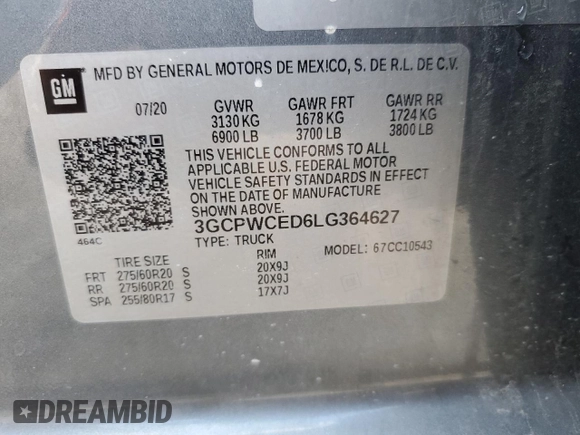 GM MFD BY GENERAL MOTORS DE MEXICO, S. DE R.L. DE C.V.
07/20 GVWR GAWR FRT GAWR RR
3130 KG 1678 KG 1724 KG
6900 LB 3700 LB 3800 LB
THIS VEHICLE CONFORMS TO ALL
APPLICABLE U.S. FEDERAL MOTOR
VEHICLE SAFETY STANDARDS IN EFFECT
ON THE DATE OF MANUFACTURE
SHOWN ABOVE.
464C 3GCPWCED6LG364627
TYPE: TRUCK MODEL: 67CC10543
TIRE SIZE RIM
FRT 275/60R20 S 20X9J
RR 275/60R20 S 20X9J
SPA 255/80R17 S 17X7J
DREAMBID